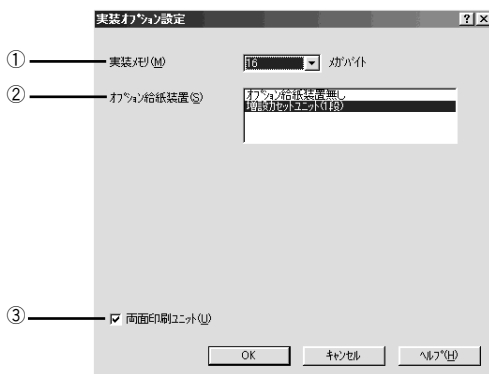 実装ｵﾌﾟｼｮﾝ設定
① 実装ﾒﾓﾘ(M) 16 ﾒｶﾞﾊﾞｲﾄ
② ｵﾌﾟｼｮﾝ給紙装置(S) ｵﾌﾟｼｮﾝ給紙装置無し
増設ｶｾｯﾄﾕﾆｯﾄ(1段)
③ 両面印刷ﾕﾆｯﾄ(U)
OK ｷｬﾝｾﾙ ﾍﾙﾌﾟ(H)